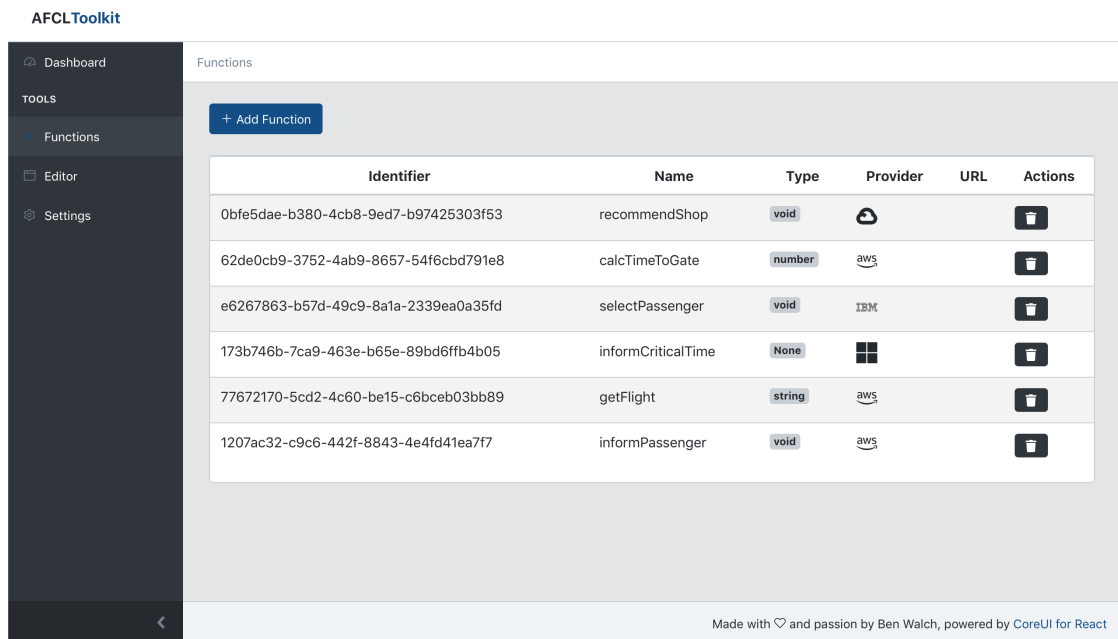 AFCLToolkit
Dashboard
Functions
TOOLS
Functions
Editor
Settings
+ Add Function
Identifier Name Type Provider URL Actions
0bfe5dae-b380-4cb8-9ed7-b97425303f53 recommendShop void
62de0cb9-3752-4ab9-8657-54f6cbd791e8 calcTimeToGate number aws
e6267863-b57d-49c9-8a1a-2339ea0a35fd selectPassenger void IBM
173b746b-7ca9-463e-b65e-89bd6ffb4b05 informCriticalTime None
77672170-5cd2-4c60-be15-c6bceb03bb89 getFlight string aws
1207ac32-c9c6-442f-8843-4e4fd41ea7f7 informPassenger void aws
Made with ♡ and passion by Ben Walch, powered by CoreUI for React